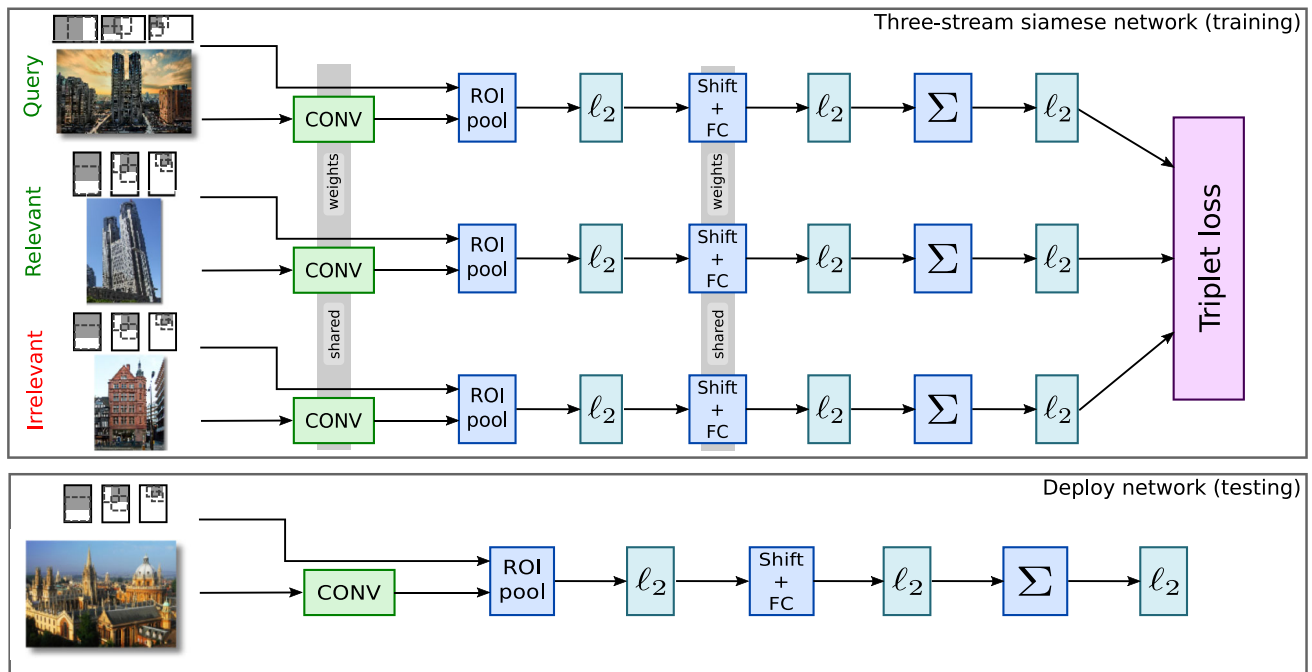 Three-stream siamese network (training)
Query
CONV
ROI
pool
ℓ2
Shift
+
FC
ℓ2
Σ
ℓ2
weights
weights
Relevant
CONV
ROI
pool
ℓ2
Shift
+
FC
ℓ2
Σ
ℓ2
Triplet loss
shared
shared
Irrelevant
CONV
ROI
pool
ℓ2
Shift
+
FC
ℓ2
Σ
ℓ2
Deploy network (testing)
CONV
ROI
pool
ℓ2
Shift
+
FC
ℓ2
Σ
ℓ2